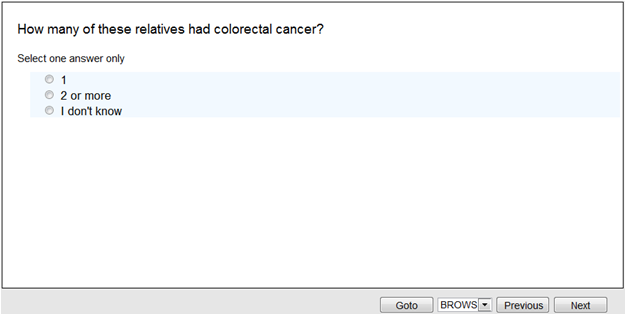 How many of these relatives had colorectal cancer?
Select one answer only
1
2 or more
I don't know
Goto BROWS Previous Next